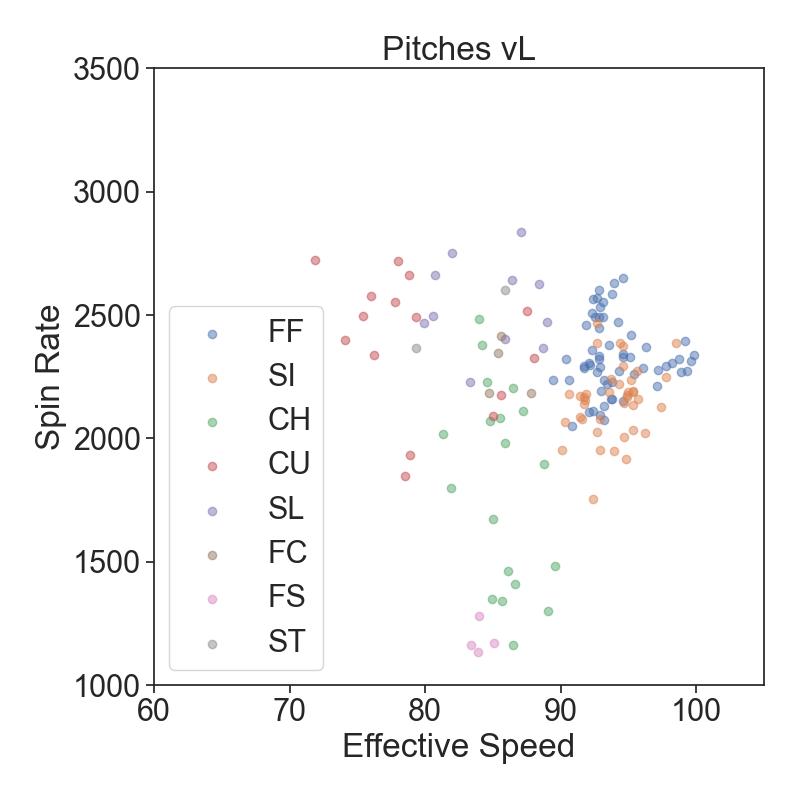 Pitches vL
3500
3000
2500
2000
1500
1000
Spin Rate
FF
SI
CH
CU
SL
FC
FS
ST
60 70 80 90 100
Effective Speed